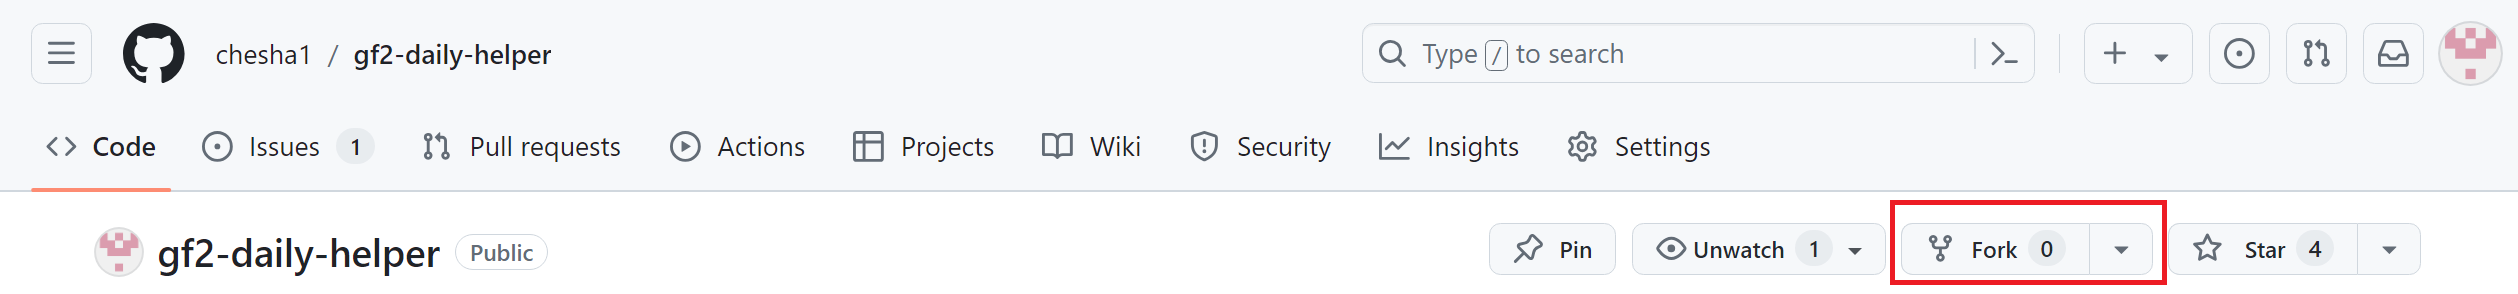 chesha1 / gf2-daily-helper
Type / to search
Code Issues 1 Pull requests Actions Projects Wiki Security Insights Settings
gf2-daily-helper Public
Pin Unwatch 1 Fork 0 Star 4